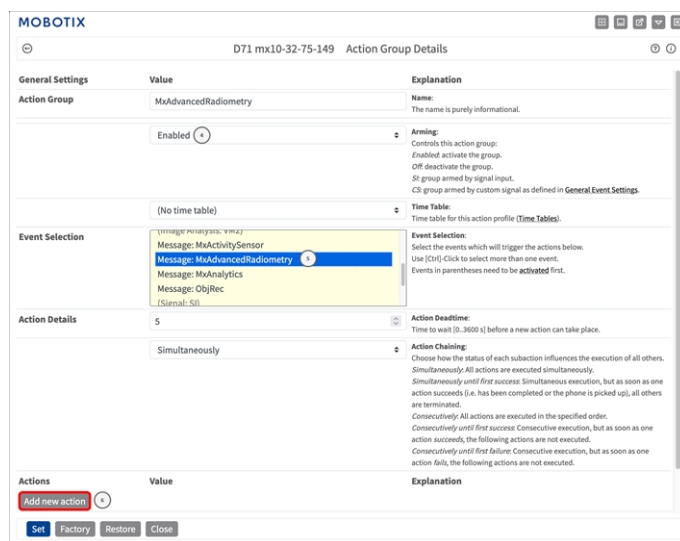 MOBOTIX
D71 mx10-32-75-149 Action Group Details
General Settings Value Explanation
Action Group MxAdvancedRadiometry Name:
The name is purely informational.
Enabled 4 Arming:
Controls this action group:
Enabled: activate the group.
Off: deactivate the group.
SI: group armed by signal input.
CS: group armed by custom signal as defined in General Event Settings.
(No time table) Time Table:
Time table for this action profile (Time Tables).
Event Selection (Image Analysis: VM2) Event Selection:
Message: MxActivitySensor Select the events which will trigger the actions below.
Message: MxAdvancedRadiometry 5 Use [Ctrl]-Click to select more than one event.
Message: MxAnalytics Events in parentheses need to be activated first.
Message: ObjRec
(Signal: SI)
Action Details 5 Action Deadtime:
Time to wait [0..3600 s] before a new action can take place.
Simultaneously Action Chaining:
Choose how the status of each subaction influences the execution of all others.
Simultaneously: All actions are executed simultaneously.
Simultaneously until first success: Simultaneous execution, but as soon as one
action succeeds (i.e. has been completed or the phone is picked up), all others
are terminated.
Consecutively: All actions are executed in the specified order.
Consecutively until first success: Consecutive execution, but as soon as one
action succeeds, the following actions are not executed.
Consecutively until first failure: Consecutive execution, but as soon as one
action fails, the following actions are not executed.
Actions Value Explanation
Add new action 6
Set Factory Restore Close